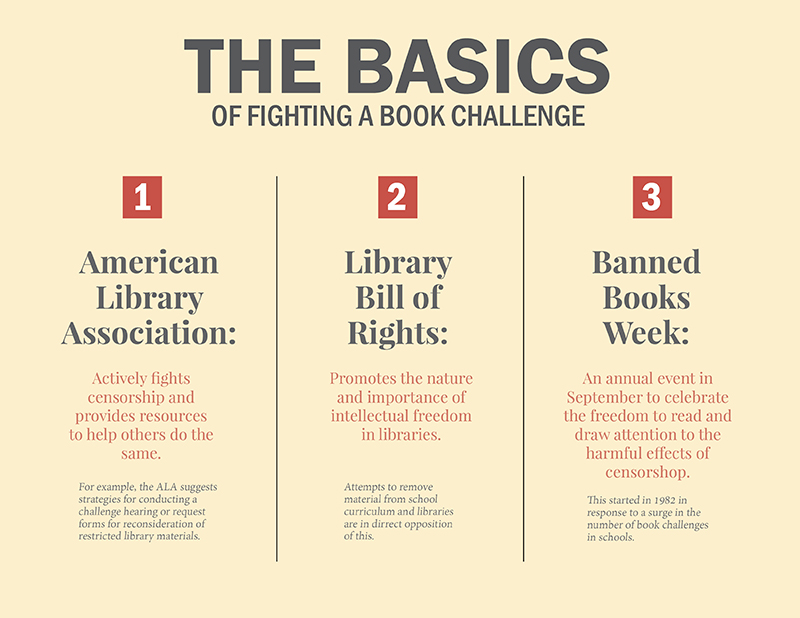 THE BASICS
OF FIGHTING A BOOK CHALLENGE
1
American
Library
Association:
Actively fights
censorship and
provides resources
to help others do the
same.
For example, the ALA suggests
strategies for conducting a
challenge hearing or request
forms for reconsideration of
restricted library materials.
2
Library
Bill of
Rights:
Promotes the nature
and importance of
intellectual freedom
in libraries.
Attempts to remove
material from school
curriculum and libraries
are in dirrect opposition
of this.
3
Banned
Books
Week:
An annual event in
September to celebrate
the freedom to read and
draw attention to the
harmful effects of
censorshop.
This started in 1982 in
response to a surge in the
number of book challenges
in schools.